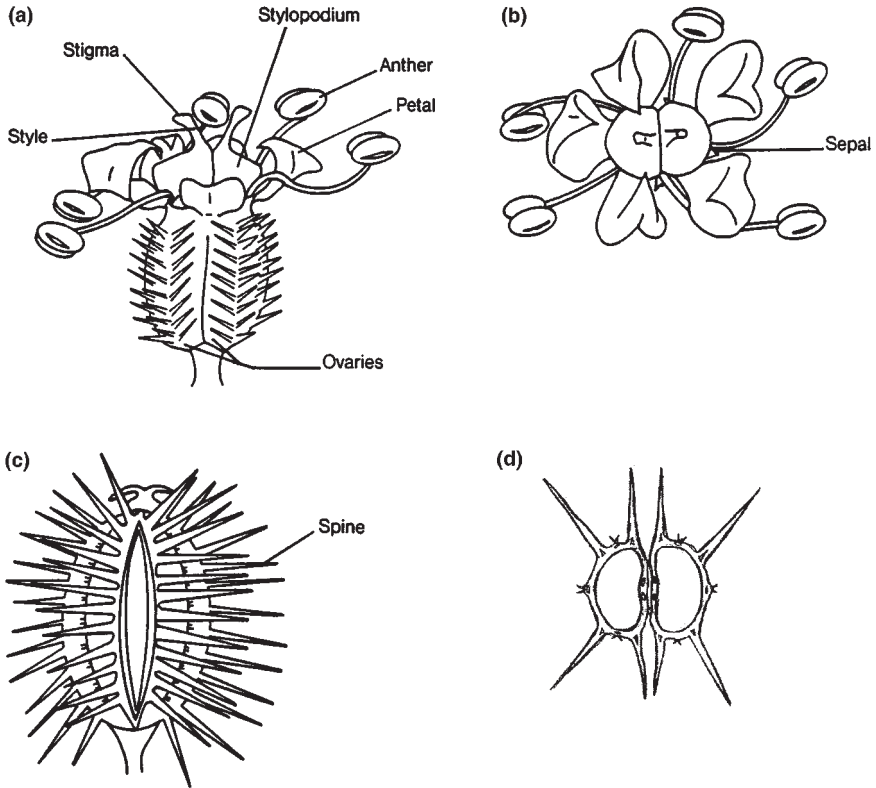 (a)
Stylopodium
Stigma
Anther
Petal
Style
Ovaries
(b)
Sepal
(c)
Spine
(d)